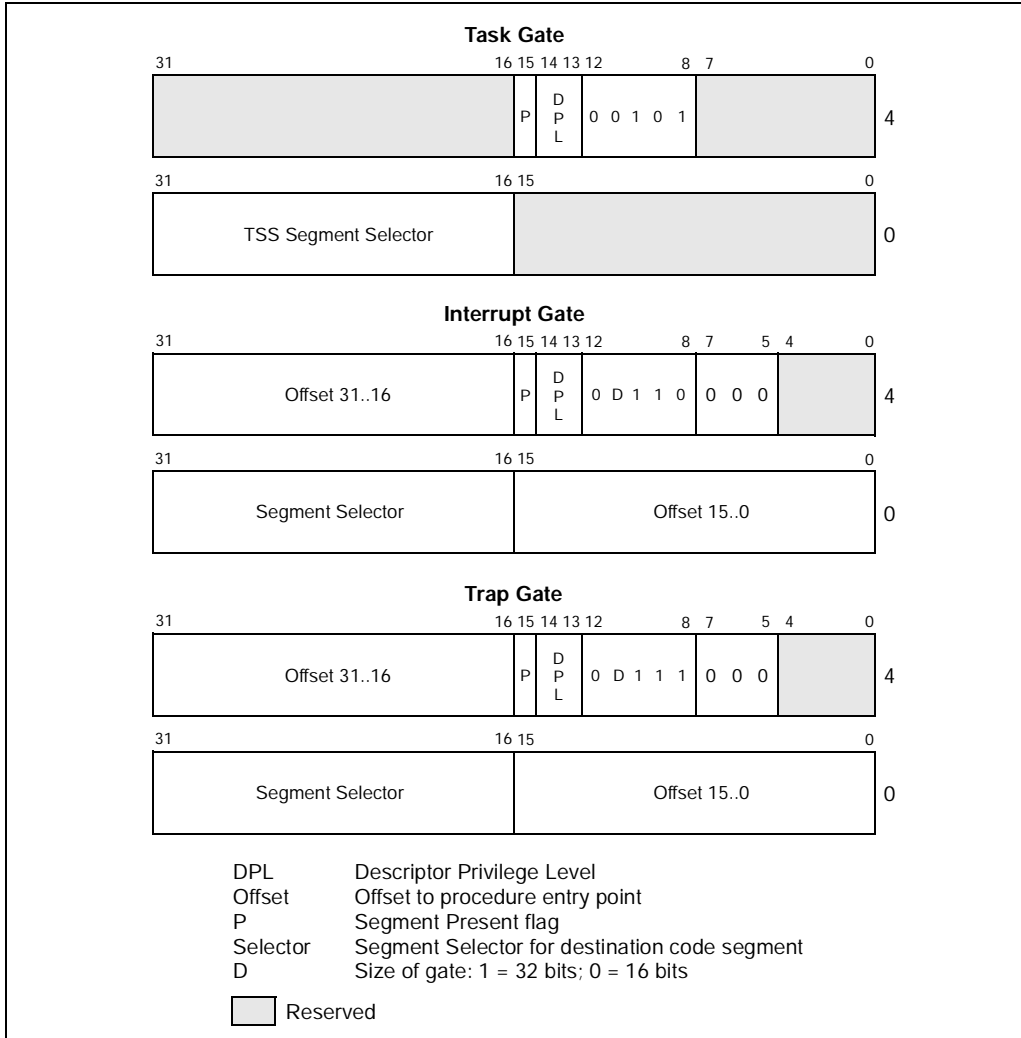 Task Gate
31 16 15 14 13 12 8 7 0
P D P L 0 0 1 0 1 4
31 16 15 0
TSS Segment Selector 0
Interrupt Gate
31 16 15 14 13 12 8 7 5 4 0
Offset 31..16 P D P L 0 D 1 1 0 0 0 0 4
31 16 15 0
Segment Selector Offset 15..0 0
Trap Gate
31 16 15 14 13 12 8 7 5 4 0
Offset 31..16 P D P L 0 D 1 1 1 0 0 0 4
31 16 15 0
Segment Selector Offset 15..0 0
DPL Descriptor Privilege Level
Offset Offset to procedure entry point
P Segment Present flag
Selector Segment Selector for destination code segment
D Size of gate: 1 = 32 bits; 0 = 16 bits
Reserved